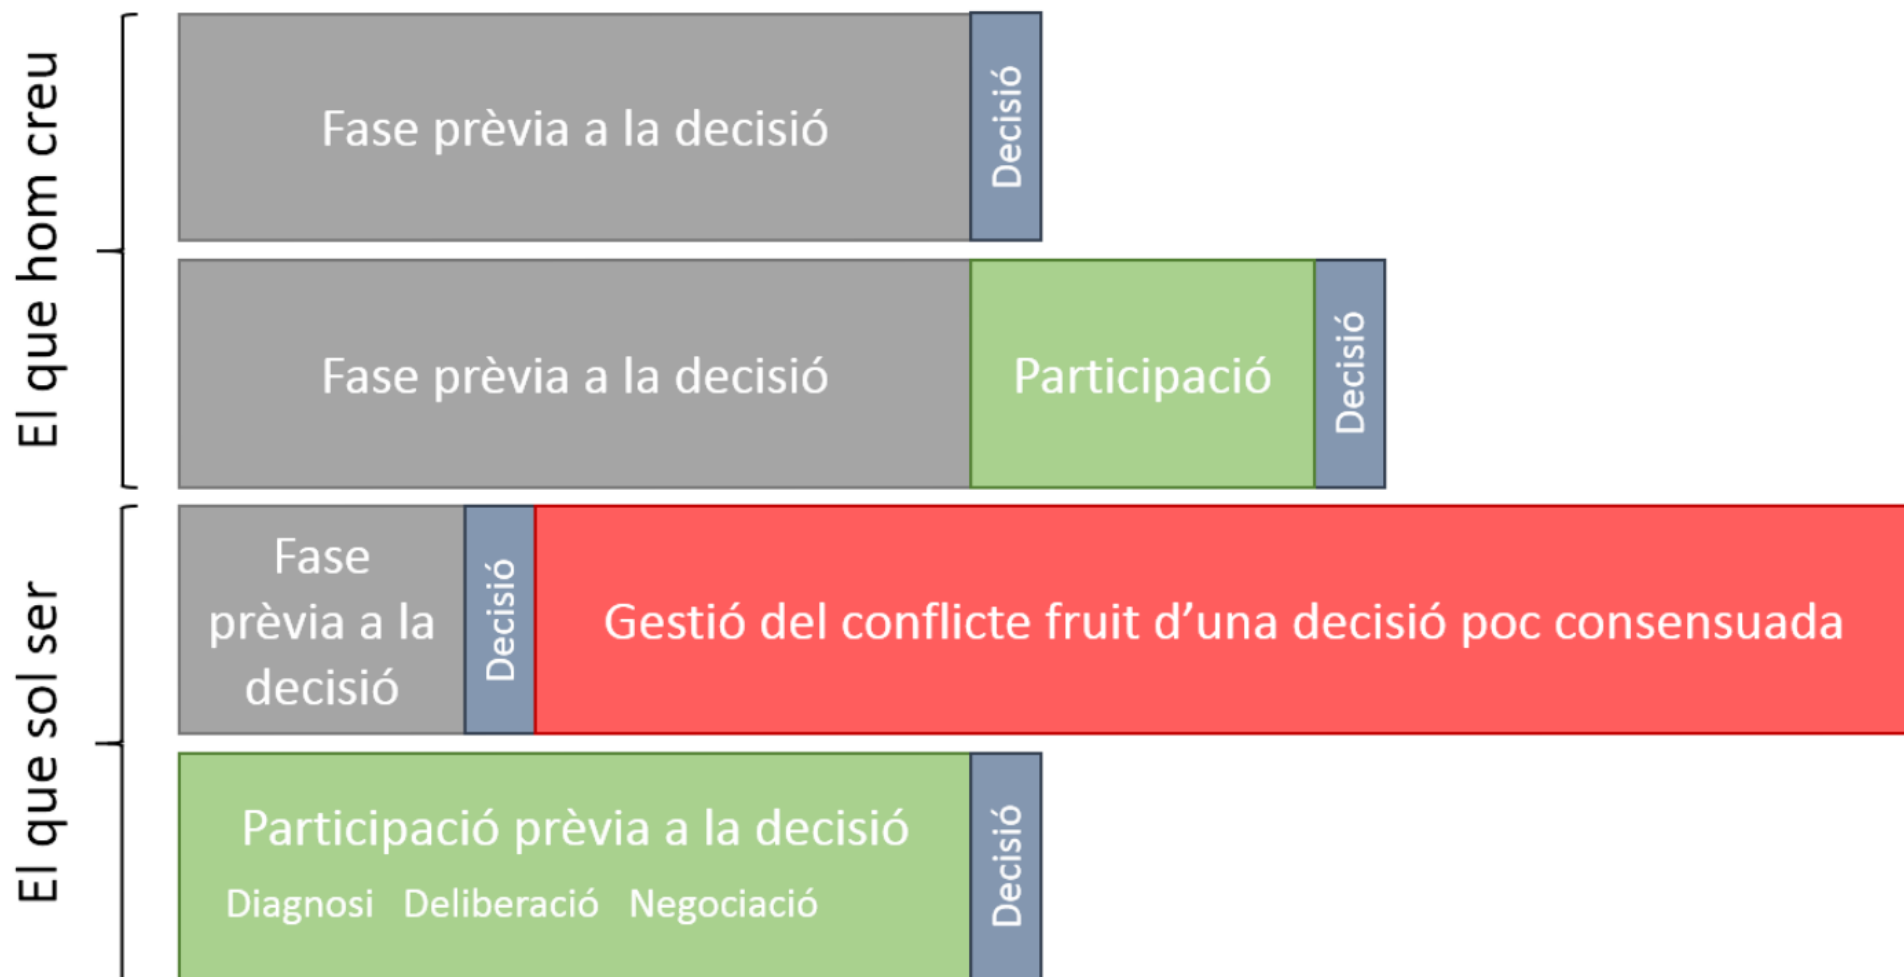 El que hom creu
Fase prèvia a la decisió
Decisió
Fase prèvia a la decisió
Participació
Decisió
El que sol ser
Fase
prèvia a la
decisió
Decisió
Gestió del conflicte fruit d’una decisió poc consensuada
Participació prèvia a la decisió
Diagnosi Deliberació Negociació
Decisió